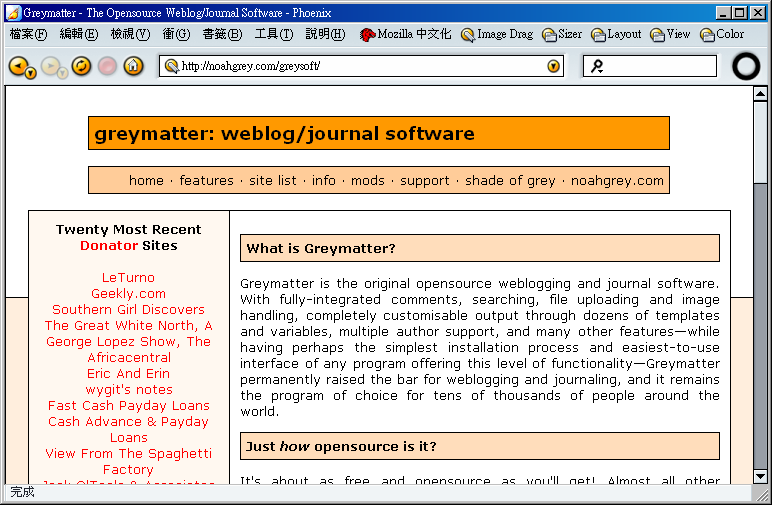 Greymatter - The Opensource Weblog/Journal Software - Phoenix
檔案(F) 編輯(E) 檢視(V) 衝(G) 書籤(B) 工具(T) 說明(H) Mozilla 中文化 Image Drag Sizer Layout View Color
http://noahgrey.com/greysoft/
greymatter: weblog/journal software
home · features · site list · info · mods · support · shade of grey · noahgrey.com
Twenty Most Recent
Donator Sites
LeTurno
Geekly.com
Southern Girl Discovers
The Great White North, A
George Lopez Show, The
Africacentral
Eric And Erin
wygit's notes
Fast Cash Payday Loans
Cash Advance & Payday
Loans
View From The Spaghetti
Factory
What is Greymatter?
Greymatter is the original opensource weblogging and journal software.
With fully-integrated comments, searching, file uploading and image
handling, completely customisable output through dozens of templates
and variables, multiple author support, and many other features—while
having perhaps the simplest installation process and easiest-to-use
interface of any program offering this level of functionality—Greymatter
permanently raised the bar for weblogging and journaling, and it remains
the program of choice for tens of thousands of people around the
world.
Just how opensource is it?
It's about as free and opensource as you'll get! Almost all other
完成